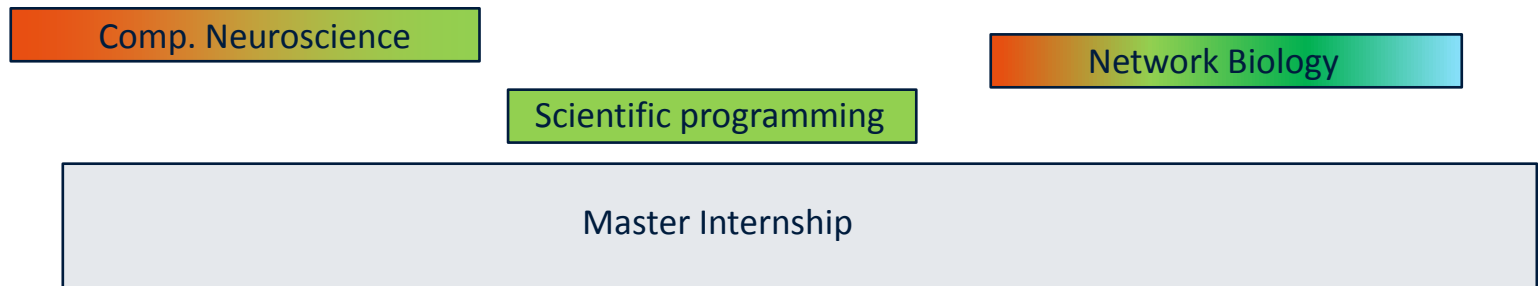 Comp. Neuroscience
Network Biology
Scientific programming
Master Internship